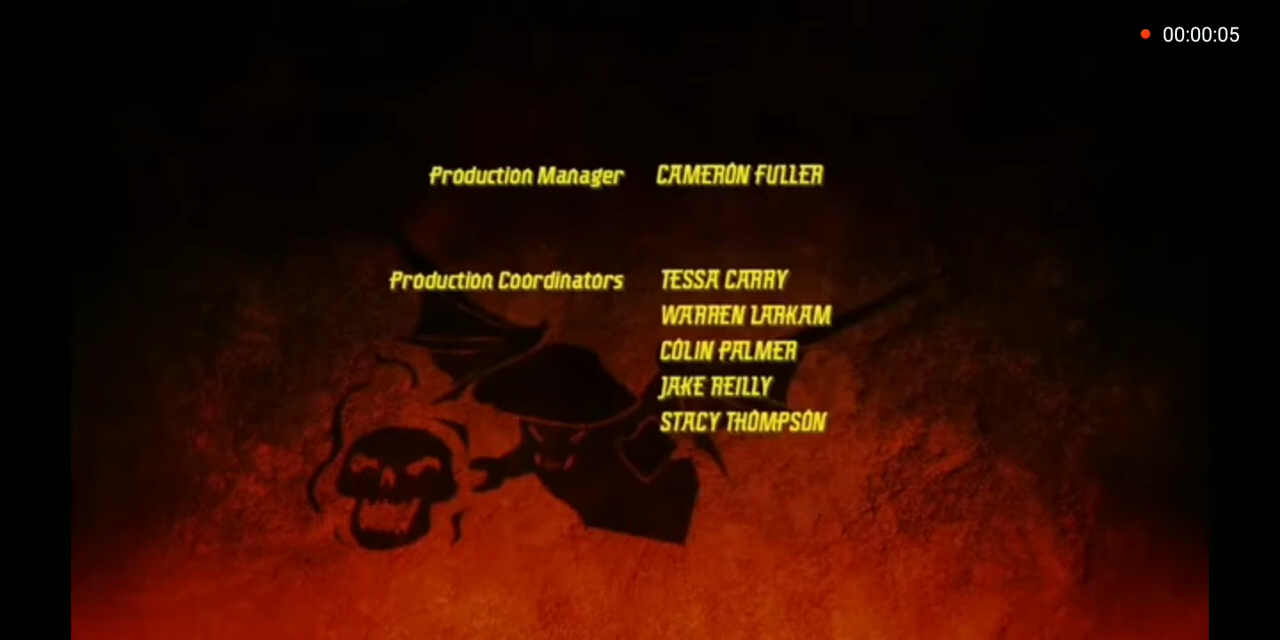 00:00:05
Production Manager CAMERON FULLER
Production Coordinators TESSA CARRY
WARREN LARKAM
COLIN PALMER
JAKE REILLY
STACY THOMPSON